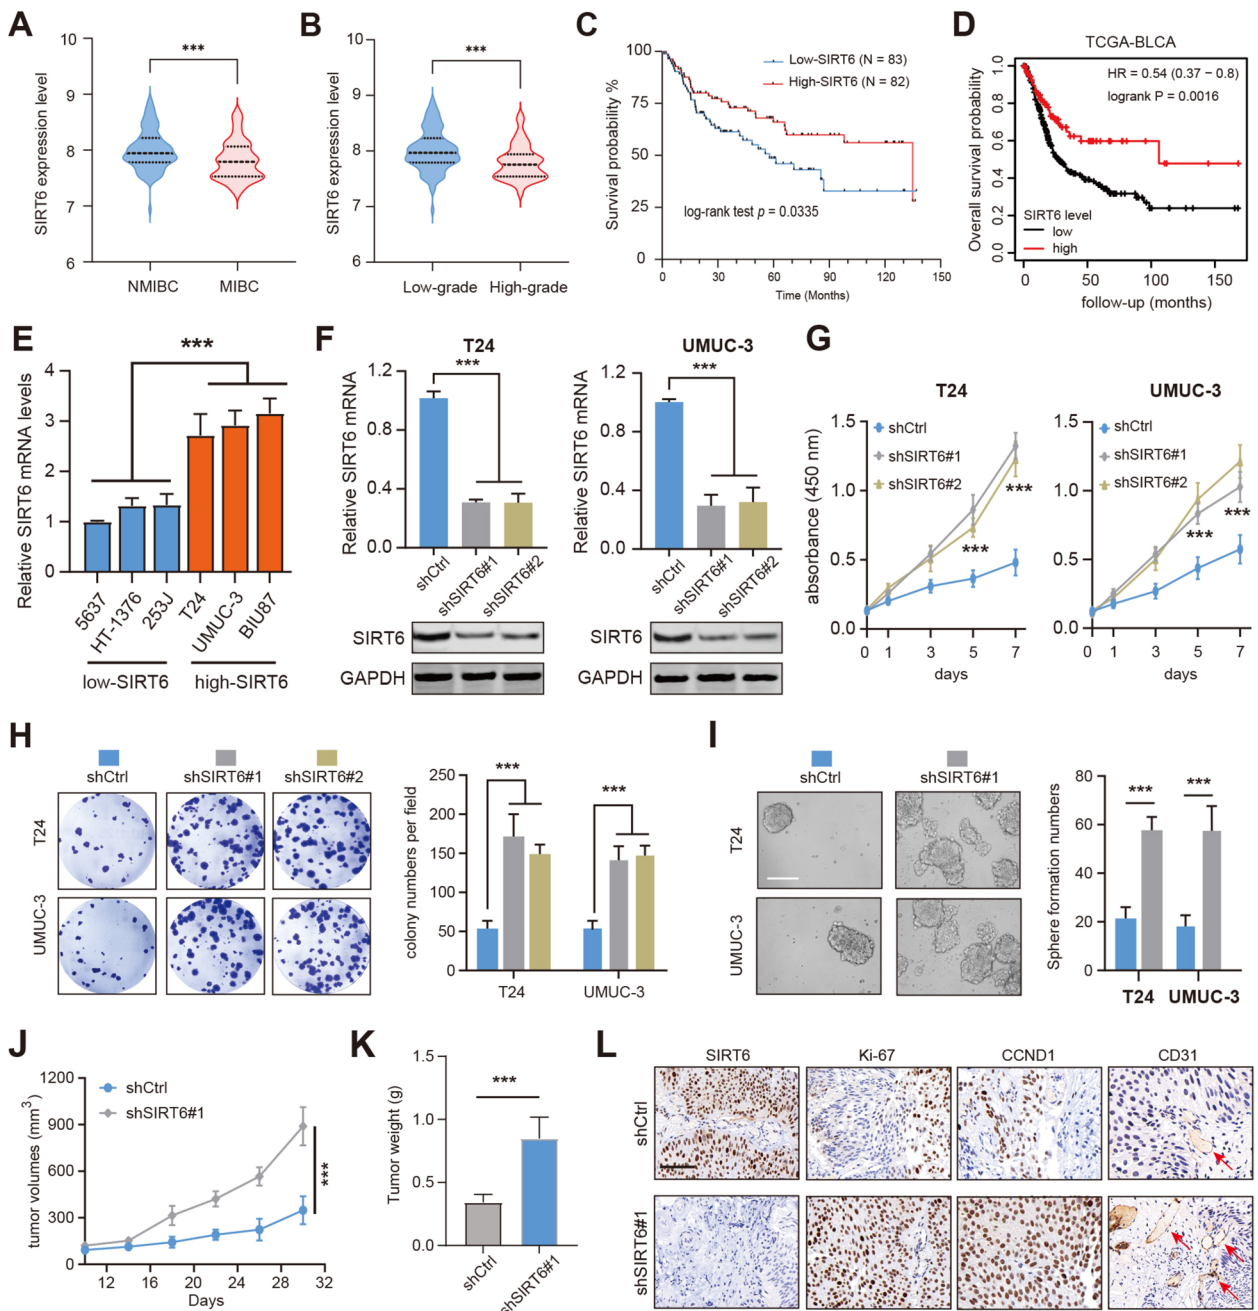 A
SIRT6 expression level
10
9
8
7
6
***
NMIBC
MIBC
B
SIRT6 expression level
10
9
8
7
6
***
Low-grade
High-grade
C
Survival probability %
100
75
50
25
0
Low-SIRT6 (N = 83)
High-SIRT6 (N = 82)
log-rank test p = 0.0335
0 30 60 90 120 150
Time (Months)
D
TCGA-BLCA
Overall survival probability
1.0
0.8
0.6
0.4
0.2
0.0
HR = 0.54 (0.37 − 0.8)
logrank P = 0.0016
SIRT6 level
low
high
0 50 100 150
follow-up (months)
E
Relative SIRT6 mRNA levels
4
3
2
1
0
***
5637
HT-1376
253J
T24
UMUC-3
BIU87
low-SIRT6
high-SIRT6
F
T24
Relative SIRT6 mRNA
1.2
0.8
0.4
0.0
***
shCtrl
shSIRT6#1
shSIRT6#2
SIRT6
GAPDH
UMUC-3
Relative SIRT6 mRNA
1.2
0.8
0.4
0.0
***
shCtrl
shSIRT6#1
shSIRT6#2
SIRT6
GAPDH
G
T24
absorbance (450 nm)
1.5
1.0
0.5
0.0
shCtrl
shSIRT6#1
shSIRT6#2
***
***
0 1 3 5 7
days
UMUC-3
1.5
1.0
0.5
0.0
shCtrl
shSIRT6#1
shSIRT6#2
***
***
0 1 3 5 7
days
H
shCtrl
shSIRT6#1
shSIRT6#2
T24
UMUC-3
colony numbers per field
250
200
150
100
50
0
***
***
T24
UMUC-3
I
shCtrl
shSIRT6#1
T24
UMUC-3
Sphere formation numbers
80
60
40
20
0
***
***
T24
UMUC-3
J
tumor volumes (mm3)
1200
900
600
300
0
shCtrl
shSIRT6#1
***
12 16 20 24 28 32
Days
K
Tumor weight (g)
1.5
1.0
0.5
0.0
***
shCtrl
shSIRT6#1
L
SIRT6
Ki-67
CCND1
CD31
shCtrl
shSIRT6#1